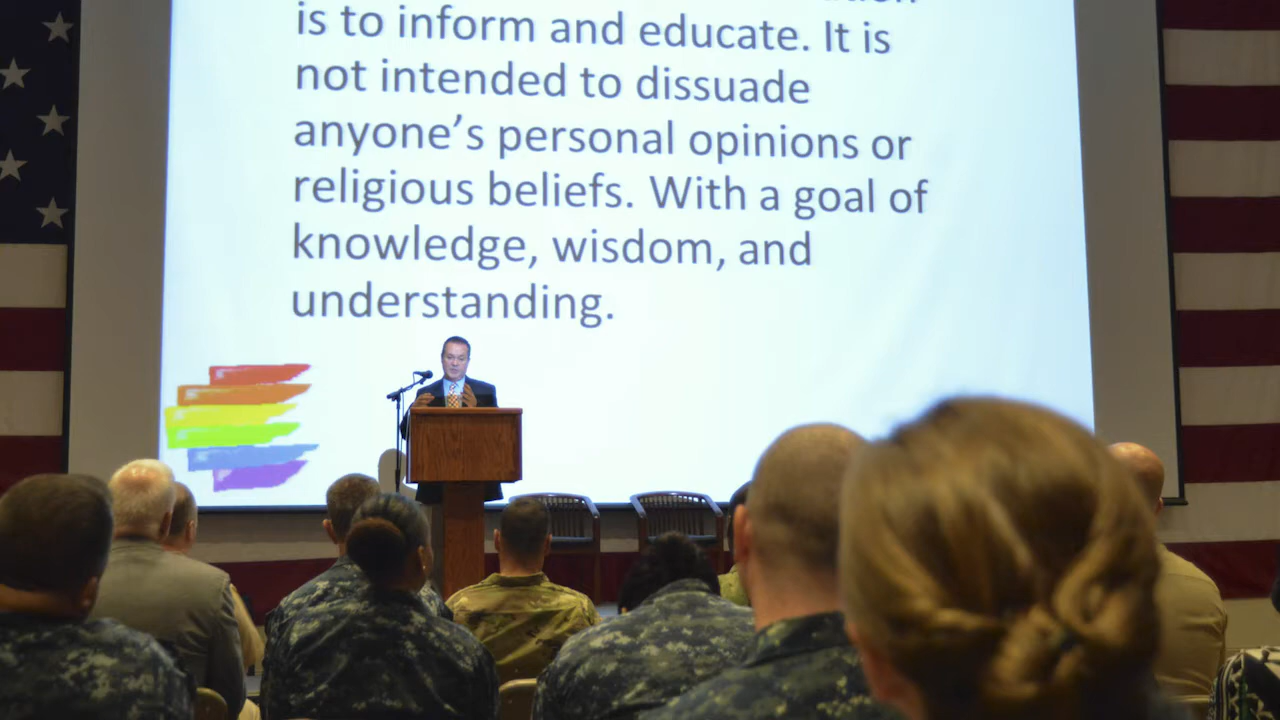 is to inform and educate. It is
not intended to dissuade
anyone’s personal opinions or
religious beliefs. With a goal of
knowledge, wisdom, and
understanding.